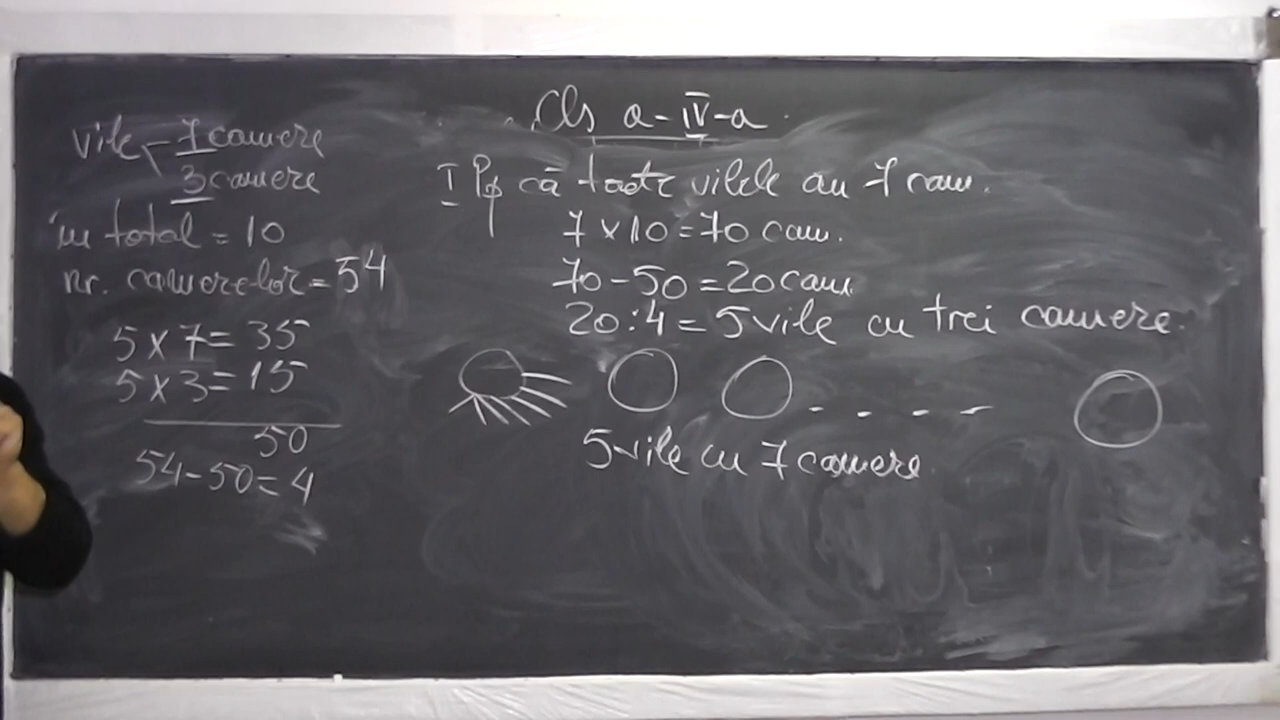 Cls a-IV-a
vile 7 camere
3 camere
în total = 10
nr. camerelor = 54
5 x 7 = 35
5 x 3 = 15
50
54-50 = 4
I Pp că toate vilele au 7 cam.
7 x 10 = 70 cam.
70 - 50 = 20 cam
20 : 4 = 5 vile cu trei camere.
5 vile cu 7 camere